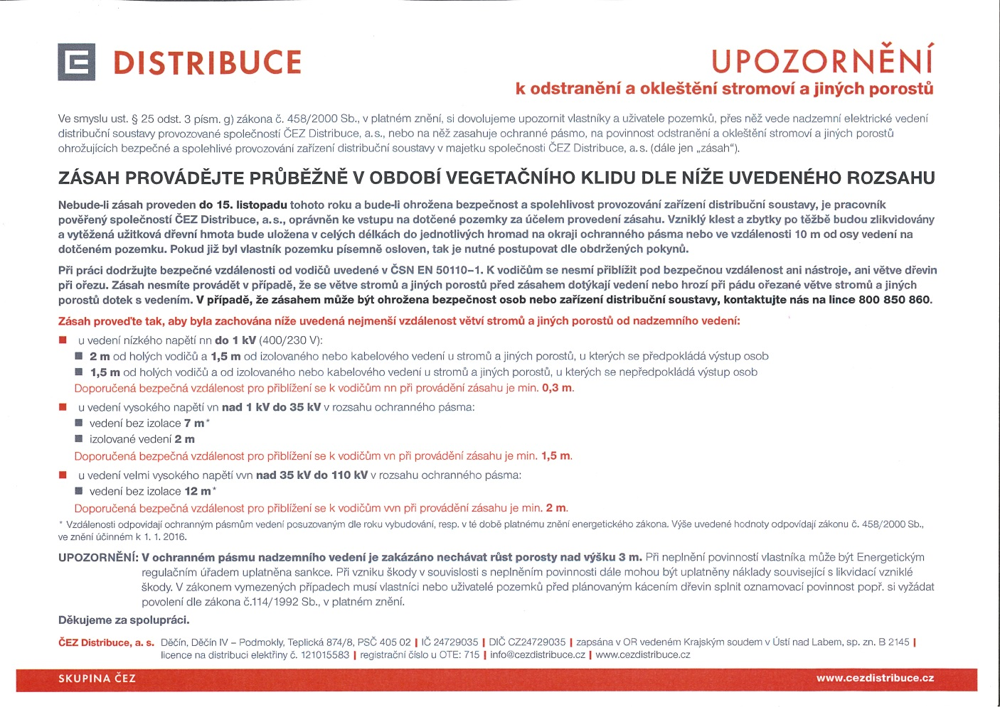 DISTRIBUCE
UPOZORNĚNÍ
k odstranění a okleštění stromoví a jiných porostů
Ve smyslu ust. § 25 odst. 3 písm. g) zákona č. 458/2000 Sb., v platném znění, si dovolujeme upozornit vlastníky a uživatele pozemků, přes něž vede nadzemní elektrické vedení
distribuční soustavy provozované společností ČEZ Distribuce, a. s., nebo na něž zasahuje ochranné pásmo, na povinnost odstranění a okleštění stromoví a jiných porostů
ohrožujících bezpečné a spolehlivé provozování zařízení distribuční soustavy v majetku společnosti ČEZ Distribuce, a. s. (dále jen „zásah“).
ZÁSAH PROVÁDĚJTE PRŮBĚŽNĚ V OBDOBÍ VEGETAČNÍHO KLIDU DLE NÍŽE UVEDENÉHO ROZSAHU
Nebude-li zásah proveden do 15. listopadu tohoto roku a bude-li ohrožena bezpečnost a spolehlivost provozování zařízení distribuční soustavy, je pracovník
pověřený společností ČEZ Distribuce, a. s., oprávněn ke vstupu na dotčené pozemky za účelem provedení zásahu. Vzniklý klest a zbytky po těžbě budou zlikvidovány
a vytěžená užitková dřevní hmota bude uložena v celých délkách do jednotlivých hromad na okraji ochranného pásma nebo ve vzdálenosti 10 m od osy vedení na
dotčeném pozemku. Pokud již byl vlastník pozemku písemně osloven, tak je nutné postupovat dle obdržených pokynů.
Při práci dodržujte bezpečné vzdálenosti od vodičů uvedené v ČSN EN 50110–1. K vodičům se nesmí přiblížit pod bezpečnou vzdálenost ani nástroje, ani větve dřevin
při ořezu. Zásah nesmíte provádět v případě, že se větve stromů a jiných porostů před zásahem dotýkají vedení nebo hrozí při pádu ořezané větve stromů a jiných
porostů dotek s vedením. V případě, že zásahem může být ohrožena bezpečnost osob nebo zařízení distribuční soustavy, kontaktujte nás na lince 800 850 860.
Zásah proveďte tak, aby byla zachována níže uvedená nejmenší vzdálenost větví stromů a jiných porostů od nadzemního vedení:
■ u vedení nízkého napětí nn do 1 kV (400/230 V):
■ 2 m od holých vodičů a 1,5 m od izolovaného nebo kabelového vedení u stromů a jiných porostů, u kterých se předpokládá výstup osob
■ 1,5 m od holých vodičů a od izolovaného nebo kabelového vedení u stromů a jiných porostů, u kterých se nepředpokládá výstup osob
Doporučená bezpečná vzdálenost pro přiblížení se k vodičům nn při provádění zásahu je min. 0,3 m.
■ u vedení vysokého napětí vn nad 1 kV do 35 kV v rozsahu ochranného pásma:
■ vedení bez izolace 7 m*
■ izolované vedení 2 m
Doporučená bezpečná vzdálenost pro přiblížení se k vodičům vn při provádění zásahu je min. 1,5 m.
■ u vedení velmi vysokého napětí vvn nad 35 kV do 110 kV v rozsahu ochranného pásma:
■ vedení bez izolace 12 m*
Doporučená bezpečná vzdálenost pro přiblížení se k vodičům vvn při provádění zásahu je min. 2 m.
* Vzdálenosti odpovídají ochranným pásmům vedení posuzovaným dle roku vybudování, resp. v té době platnému znění energetického zákona. Výše uvedené hodnoty odpovídají zákonu č. 458/2000 Sb.,
ve znění účinném k 1. 1. 2016.
UPOZORNĚNÍ: V ochranném pásmu nadzemního vedení je zakázáno nechávat růst porosty nad výšku 3 m. Při neplnění povinností vlastníka může být Energetickým
regulačním úřadem uplatněna sankce. Při vzniku škody v souvislosti s neplněním povinnosti dále mohou být uplatněny náklady související s likvidací vzniklé
škody. V zákonem vymezených případech musí vlastníci nebo uživatelé pozemků před plánovaným kácením dřevin splnit oznamovací povinnost popř. si vyžádat
povolení dle zákona č.114/1992 Sb., v platném znění.
Děkujeme za spolupráci.
ČEZ Distribuce, a. s. Děčín, Děčín IV – Podmokly, Teplická 874/8, PSČ 405 02 | IČ 24729035 | DIČ CZ24729035 | zapsána v OR vedeném Krajským soudem v Ústí nad Labem, sp. zn. B 2145 |
licence na distribuci elektřiny č. 121015583 | registrační číslo u OTE: 715 | info@cezdistribuce.cz | www.cezdistribuce.cz
SKUPINA ČEZ
www.cezdistribuce.cz